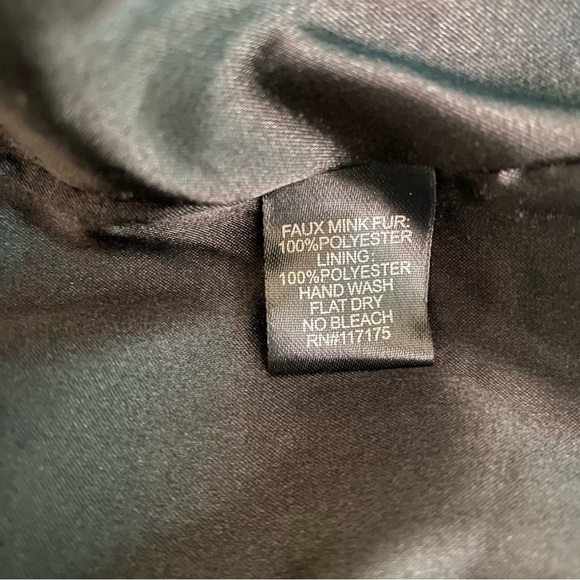 FAUX MINK FUR:
100%POLYESTER
LINING:
100%POLYESTER
HAND WASH
FLAT DRY
NO BLEACH
RN#117175